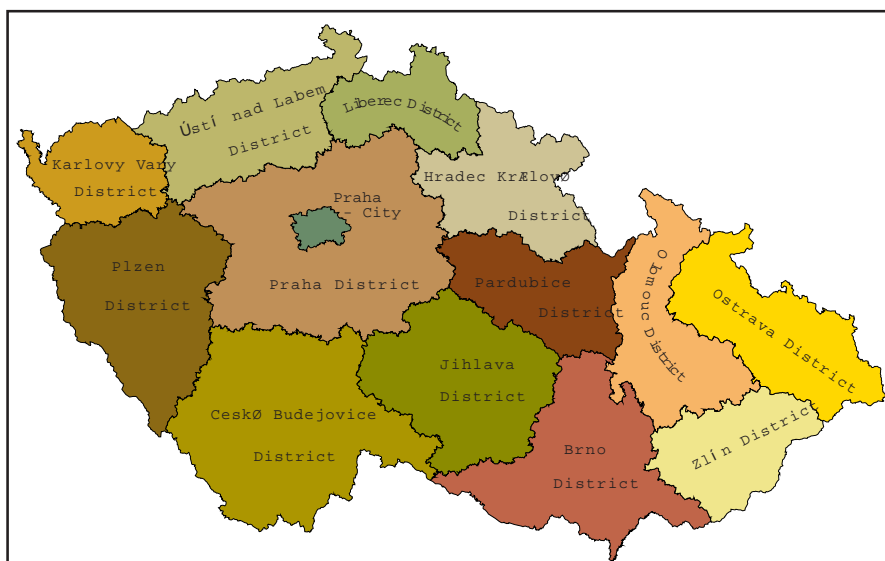 Ústí nad Labem
District
Liberec District
Karlovy Vary
District
Hradec KrÆlovØ
District
Praha
- City
Praha District
Plzen
District
Pardubice
District
Olomouc District
Ostrava District
Jihlava
District
CeskØ Budejovice
District
Brno
District
Zlín District